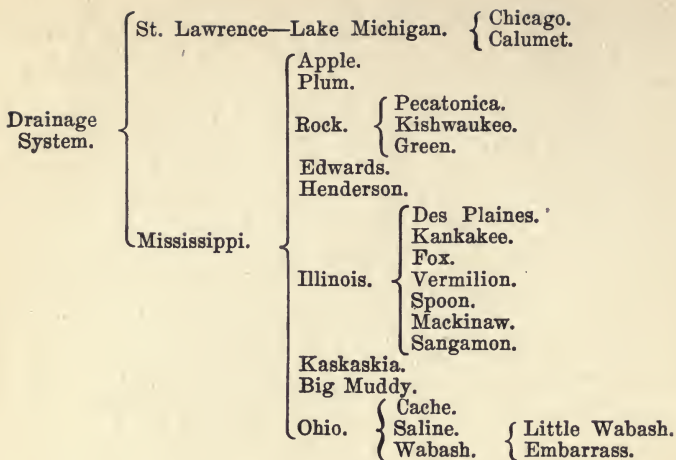 St. Lawrence—Lake Michigan. Chicago.
Calumet.
Apple.
Plum.
Pecatonica.
Drainage System. Rock. Kishwaukee.
Green.
Edwards.
Henderson.
Des Plaines.
Mississippi. Kankakee.
Fox.
Illinois. Vermilion.
Spoon.
Mackinaw.
Sangamon.
Kaskaskia.
Big Muddy.
Cache.
Ohio. Saline. Little Wabash.
Wabash. Embarrass.